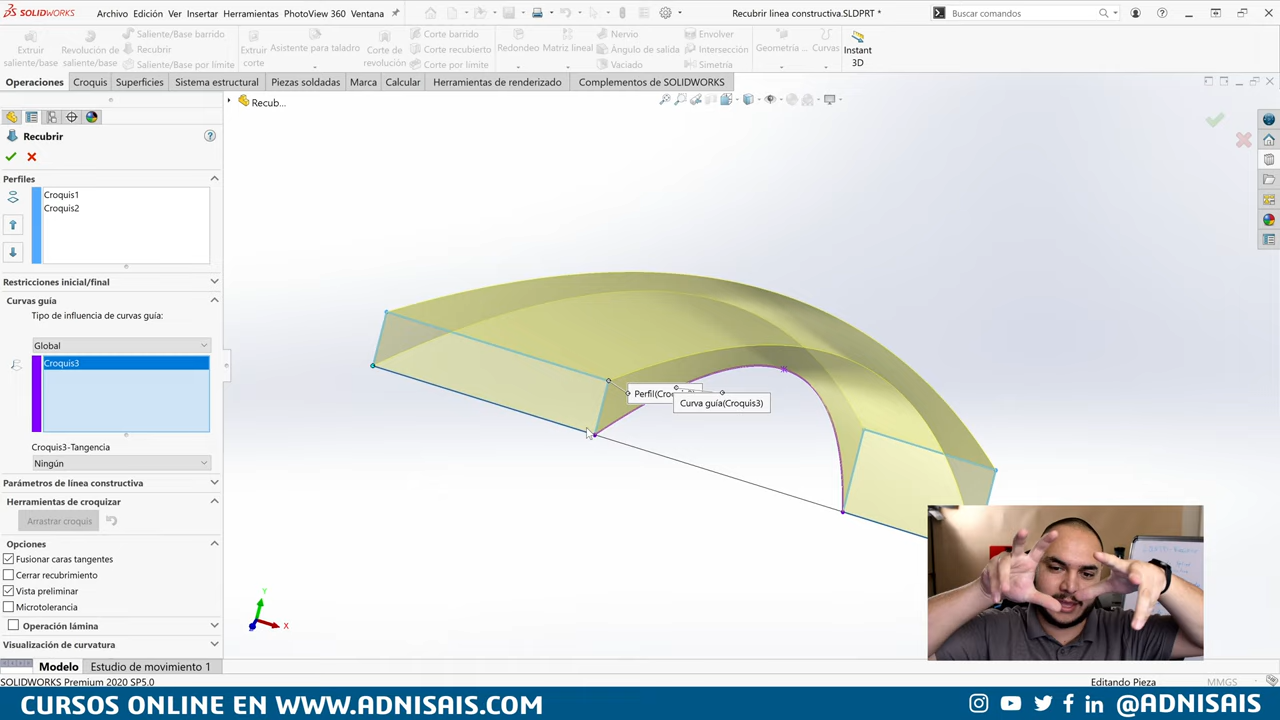 SOLIDWORKS
Archivo Edición Ver Insertar Herramientas PhotoView 360 Ventana
Recubrir linea constructiva.SLDPRT *
Buscar comandos
Extruir saliente/base
Revolución de saliente/base
Saliente/Base barrido
Recubrir
Saliente/Base por límite
Extruir corte
Asistente para taladro
Corte de revolución
Corte barrido
Corte recubierto
Corte por límite
Redondeo
Matriz lineal
Nervio
Ángulo de salida
Vaciado
Envolver
Intersección
Simetría
Geometría ...
Curvas
Instant 3D
Operaciones Croquis Superficies Sistema estructural Piezas soldadas Marca Calcular Herramientas de renderizado Complementos de SOLIDWORKS
Recub...
Recubrir
Perfiles
Croquis1
Croquis2
Restricciones inicial/final
Curvas guía
Tipo de influencia de curvas guía:
Global
Croquis3
Croquis3-Tangencia
Ningún
Parámetros de línea constructiva
Herramientas de croquizar
Arrastrar croquis
Opciones
Fusionar caras tangentes
Cerrar recubrimiento
Vista preliminar
Microtolerancia
Operación lámina
Visualización de curvatura
Curva guía(Croquis3)
Y
X
Modelo Estudio de movimiento 1
SOLIDWORKS Premium 2020 SP5.0
Editando Pieza
MMGS
CURSOS ONLINE EN WWW.ADNISAIS.COM
@ADNISAIS